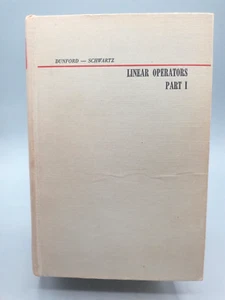 DUNFORD — SCHWARTZ
LINEAR OPERATORS
PART I